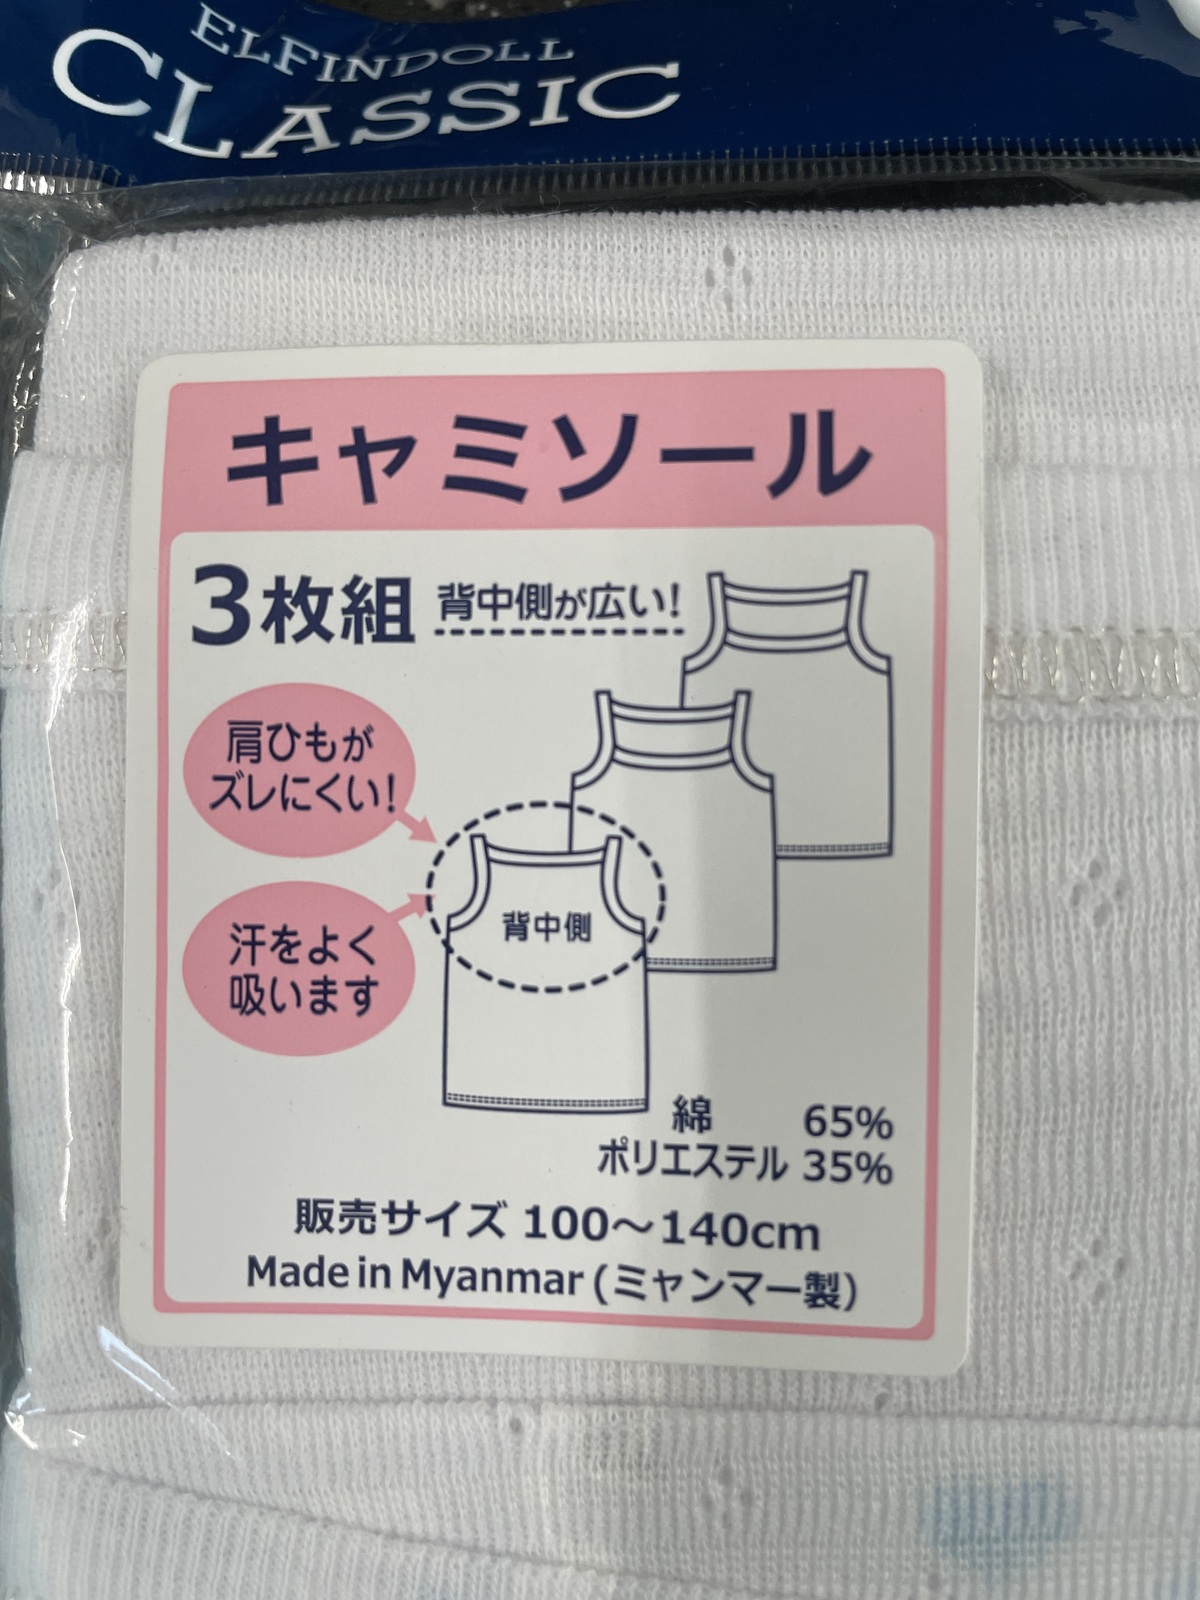 ELFINDOLL
CLASSIC
キャミソール
3枚組
背中側が広い!
肩ひもが
ズレにくい!
汗をよく
吸います
背中側
綿 65%
ポリエステル 35%
販売サイズ 100〜140cm
Made in Myanmar (ミャンマー製)